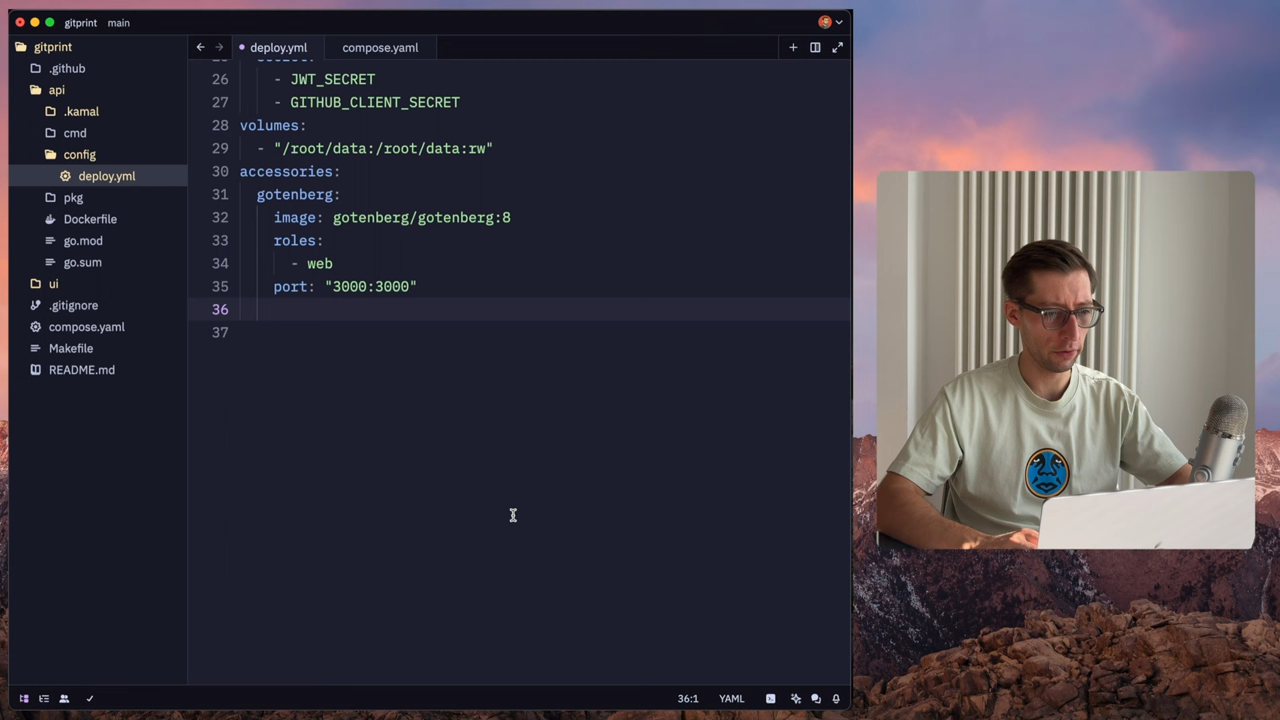 gitprint main
gitprint
.github
api
.kamal
cmd
config
deploy.yml
pkg
Dockerfile
go.mod
go.sum
ui
.gitignore
compose.yaml
Makefile
README.md
deploy.yml compose.yaml
26 - JWT_SECRET
27 - GITHUB_CLIENT_SECRET
28 volumes:
29 - "/root/data:/root/data:rw"
30 accessories:
31 gotenberg:
32 image: gotenberg/gotenberg:8
33 roles:
34 - web
35 port: "3000:3000"
36
37
36:1 YAML